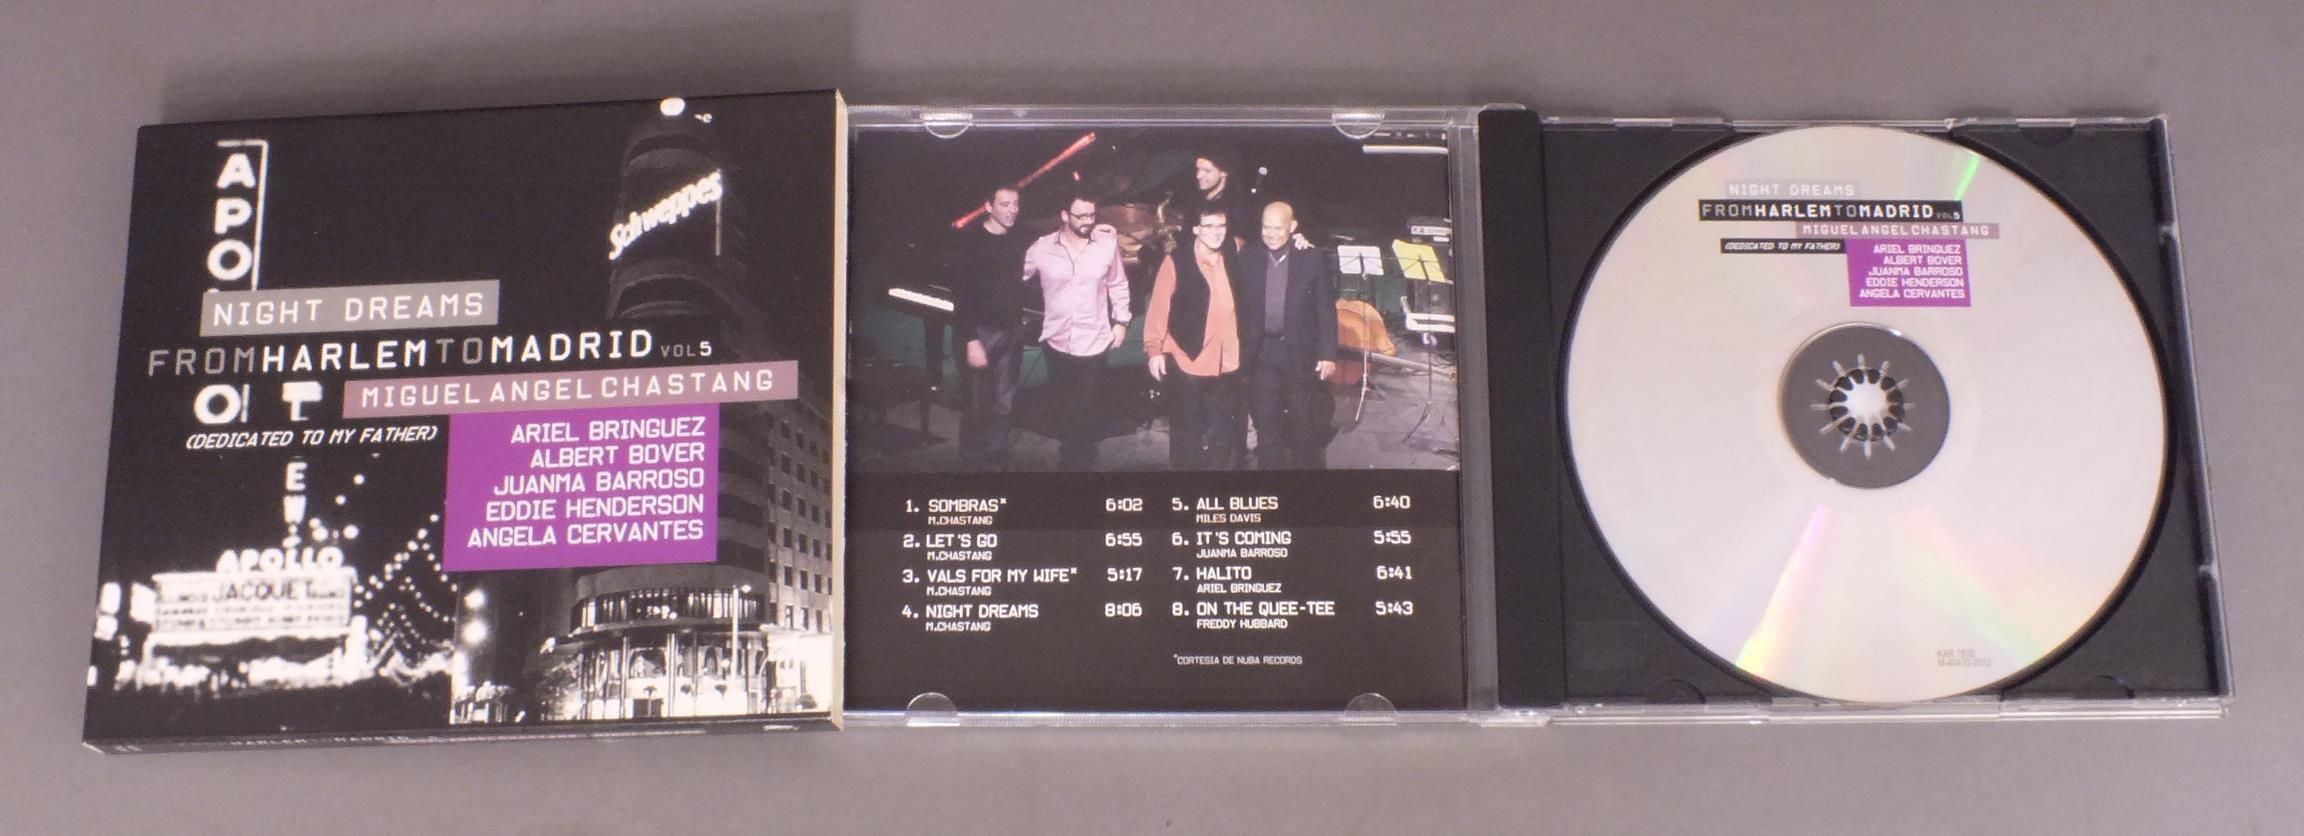 APO
Schweppes
NIGHT DREAMS
FROMHARLEMTOMADRID VOL5
MIGUEL ANGEL CHASTANG
(DEDICATED TO MY FATHER)
ARIEL BRINGUEZ
ALBERT BOVER
JUANMA BARROSO
EDDIE HENDERSON
ANGELA CERVANTES
APOLLO
JACQUET
1. SOMBRAS* 6:02
M.CHASTANG
2. LET'S GO 6:55
M.CHASTANG
3. VALS FOR MY WIFE* 5:17
M.CHASTANG
4. NIGHT DREAMS 8:06
M.CHASTANG
5. ALL BLUES 6:40
MILES DAVIS
6. IT'S COMING 5:55
JUANMA BARROSO
7. HALITO 6:41
ARIEL BRINGUEZ
8. ON THE QUEE-TEE 5:43
FREDDY HUBBARD
*CORTESIA DE NUBA RECORDS
NIGHT DREAMS
FROMHARLEMTOMADRID VOL5
MIGUEL ANGEL CHASTANG
(DEDICATED TO MY FATHER)
ARIEL BRINGUEZ
ALBERT BOVER
JUANMA BARROSO
EDDIE HENDERSON
ANGELA CERVANTES